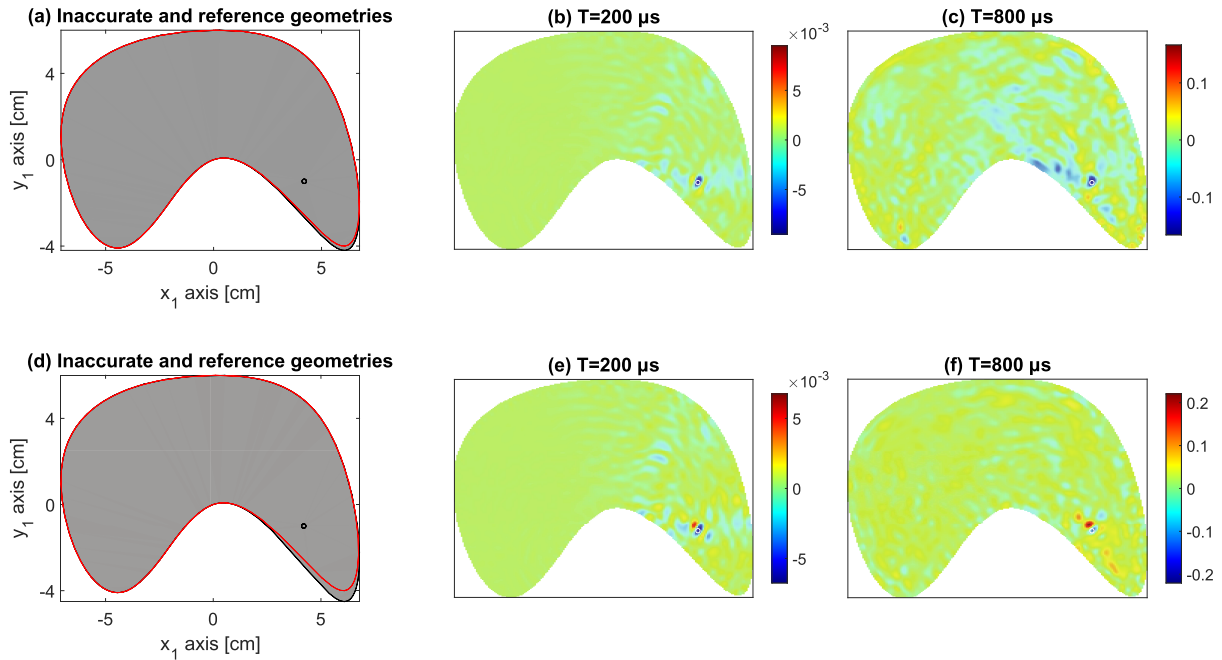 (a) Inaccurate and reference geometries
(b) T=200 µs
(c) T=800 µs
×10-3
4
0
-4
y1 axis [cm]
-5 0 5
x1 axis [cm]
5
0
-5
0.1
0
-0.1
(d) Inaccurate and reference geometries
(e) T=200 µs
(f) T=800 µs
×10-3
4
0
-4
y1 axis [cm]
-5 0 5
x1 axis [cm]
5
0
-5
0.2
0.1
0
-0.1
-0.2